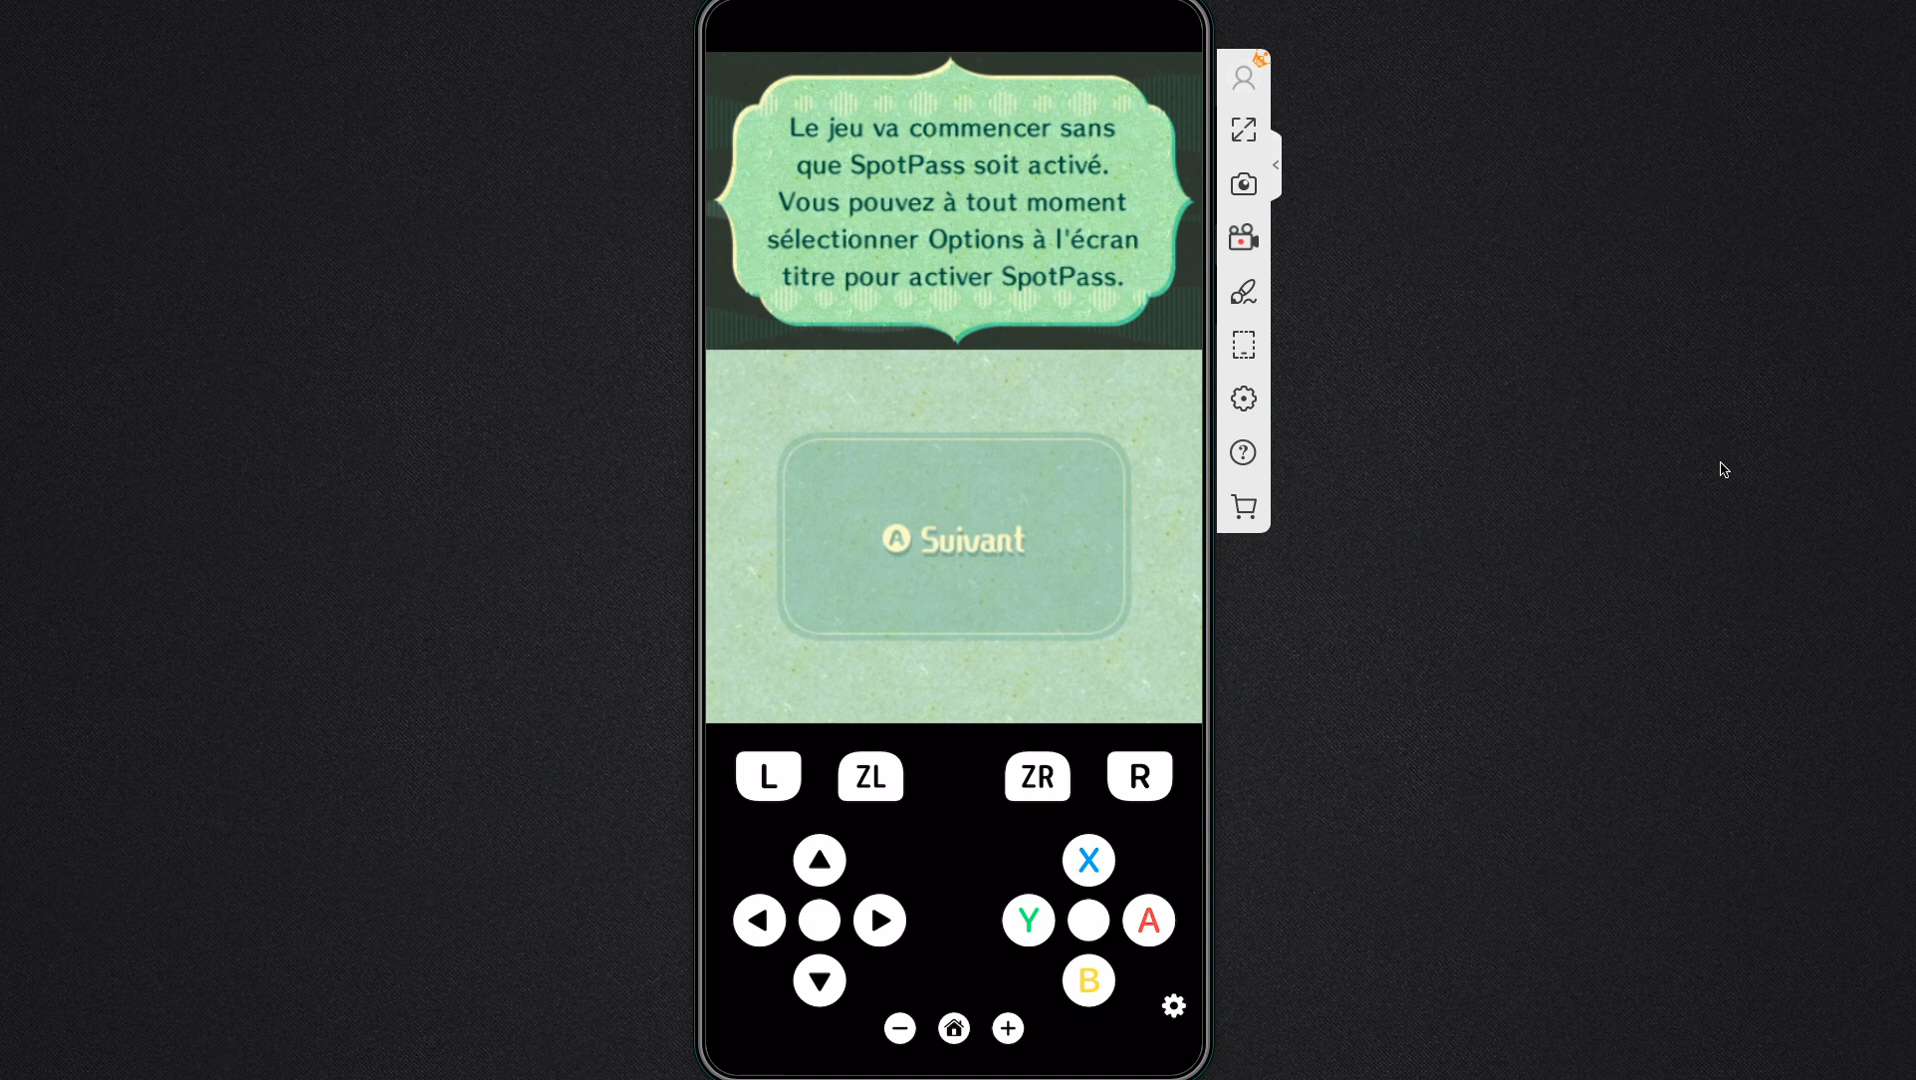 Le jeu va commencer sans
que SpotPass soit activé.
Vous pouvez à tout moment
sélectionner Options à l'écran
titre pour activer SpotPass.
A Suivant
L ZL ZR R
X
Y A
B